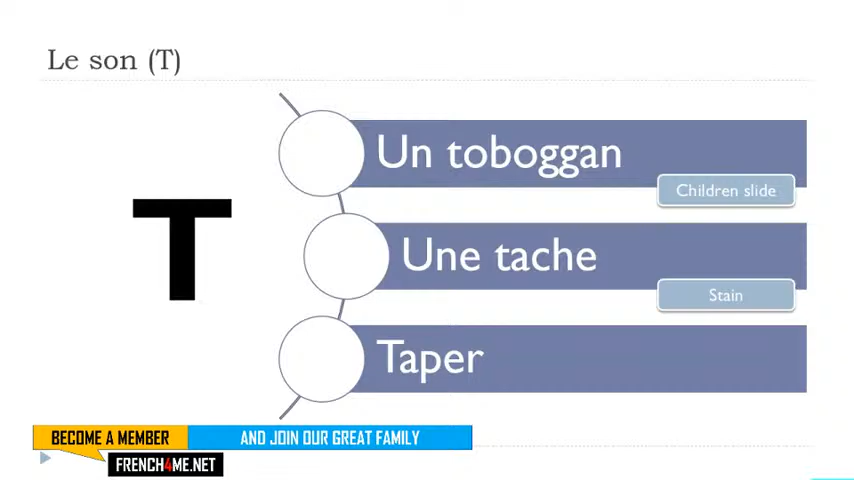 Le son (T)
T
Un toboggan
Children slide
Une tache
Stain
Taper
BECOME A MEMBER
AND JOIN OUR GREAT FAMILY
FRENCH4ME.NET